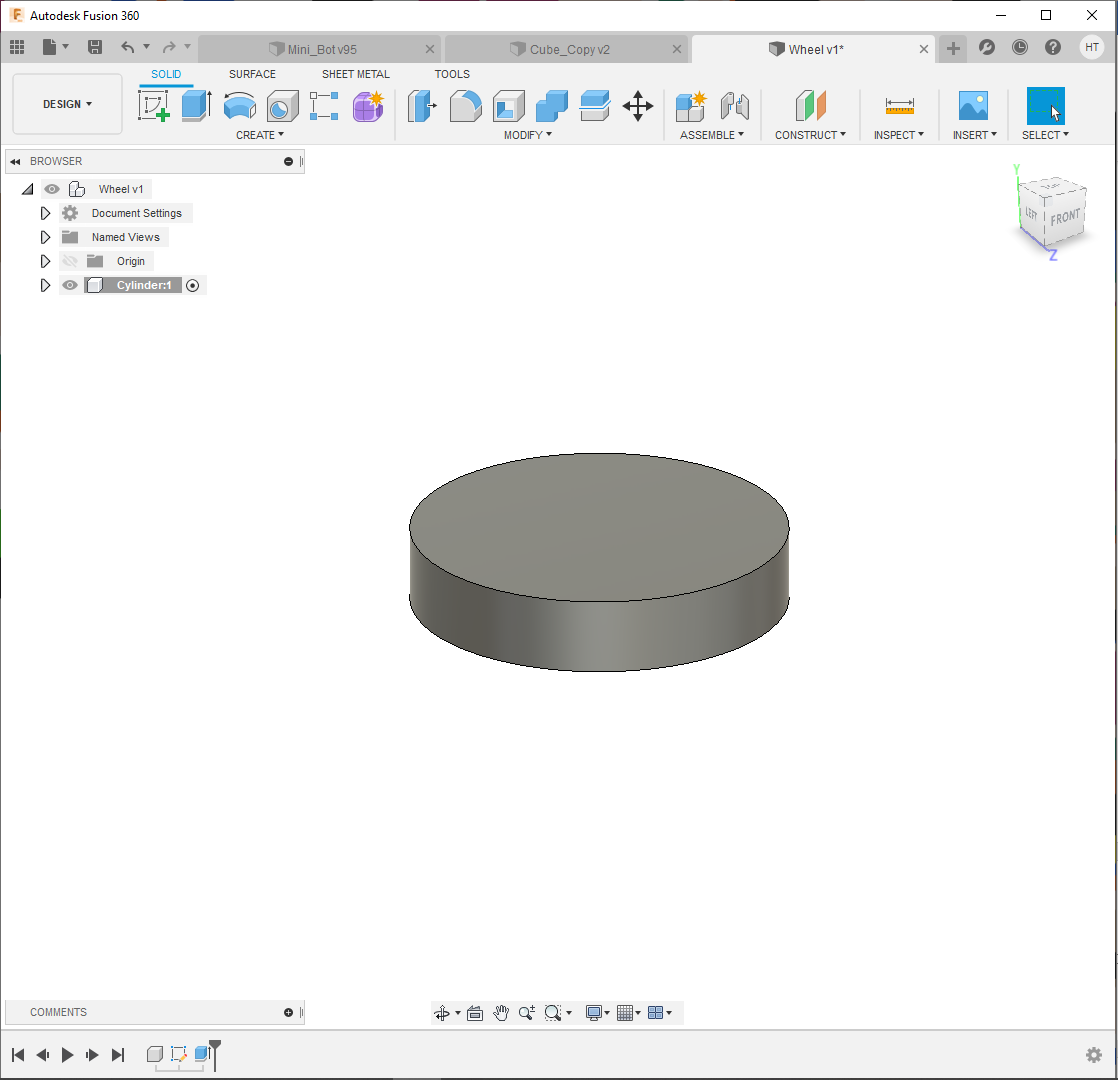 Autodesk Fusion 360
Mini_Bot v95
Cube_Copy v2
Wheel v1*
HT
SOLID SURFACE SHEET METAL TOOLS
DESIGN
CREATE MODIFY ASSEMBLE CONSTRUCT INSPECT INSERT SELECT
BROWSER
Wheel v1
Document Settings
Named Views
Origin
Cylinder:1
Y
TOP
LEFT
FRONT
Z
COMMENTS